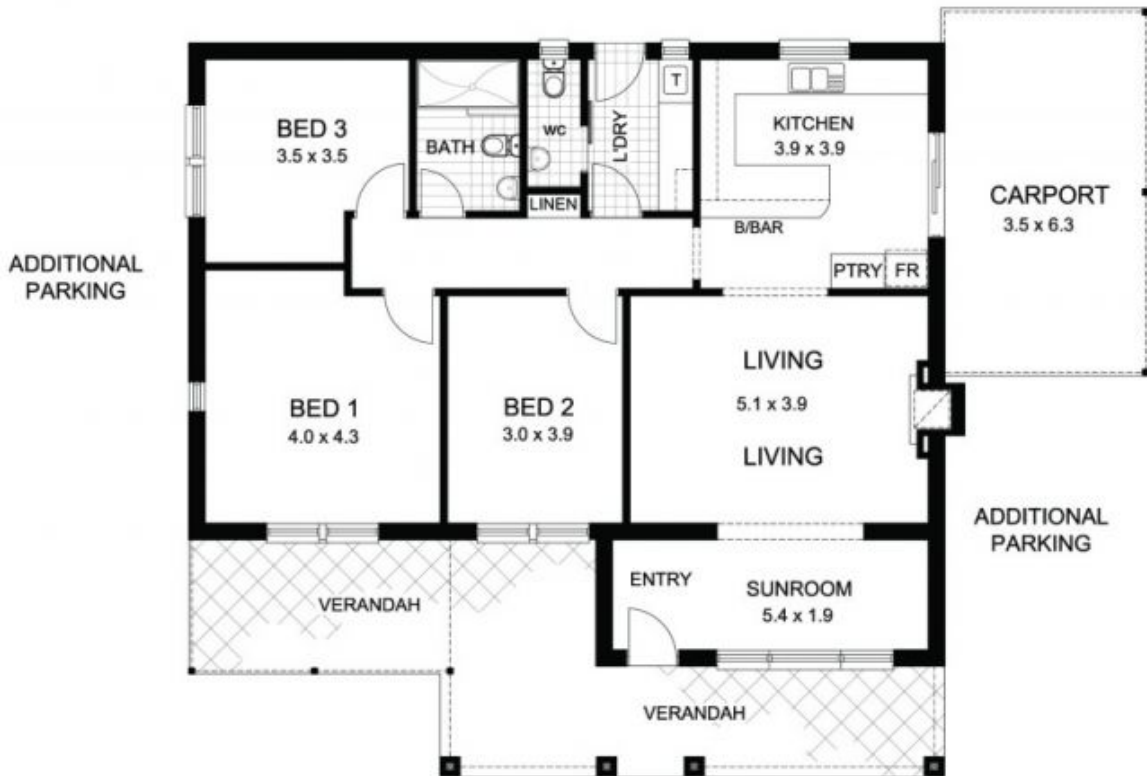 BED 3
3.5 x 3.5
BATH
WC
L'DRY
T
LINEN
KITCHEN
3.9 x 3.9
B/BAR
PTRY
FR
CARPORT
3.5 x 6.3
ADDITIONAL
PARKING
BED 1
4.0 x 4.3
BED 2
3.0 x 3.9
LIVING
5.1 x 3.9
LIVING
ADDITIONAL
PARKING
VERANDAH
ENTRY
SUNROOM
5.4 x 1.9
VERANDAH